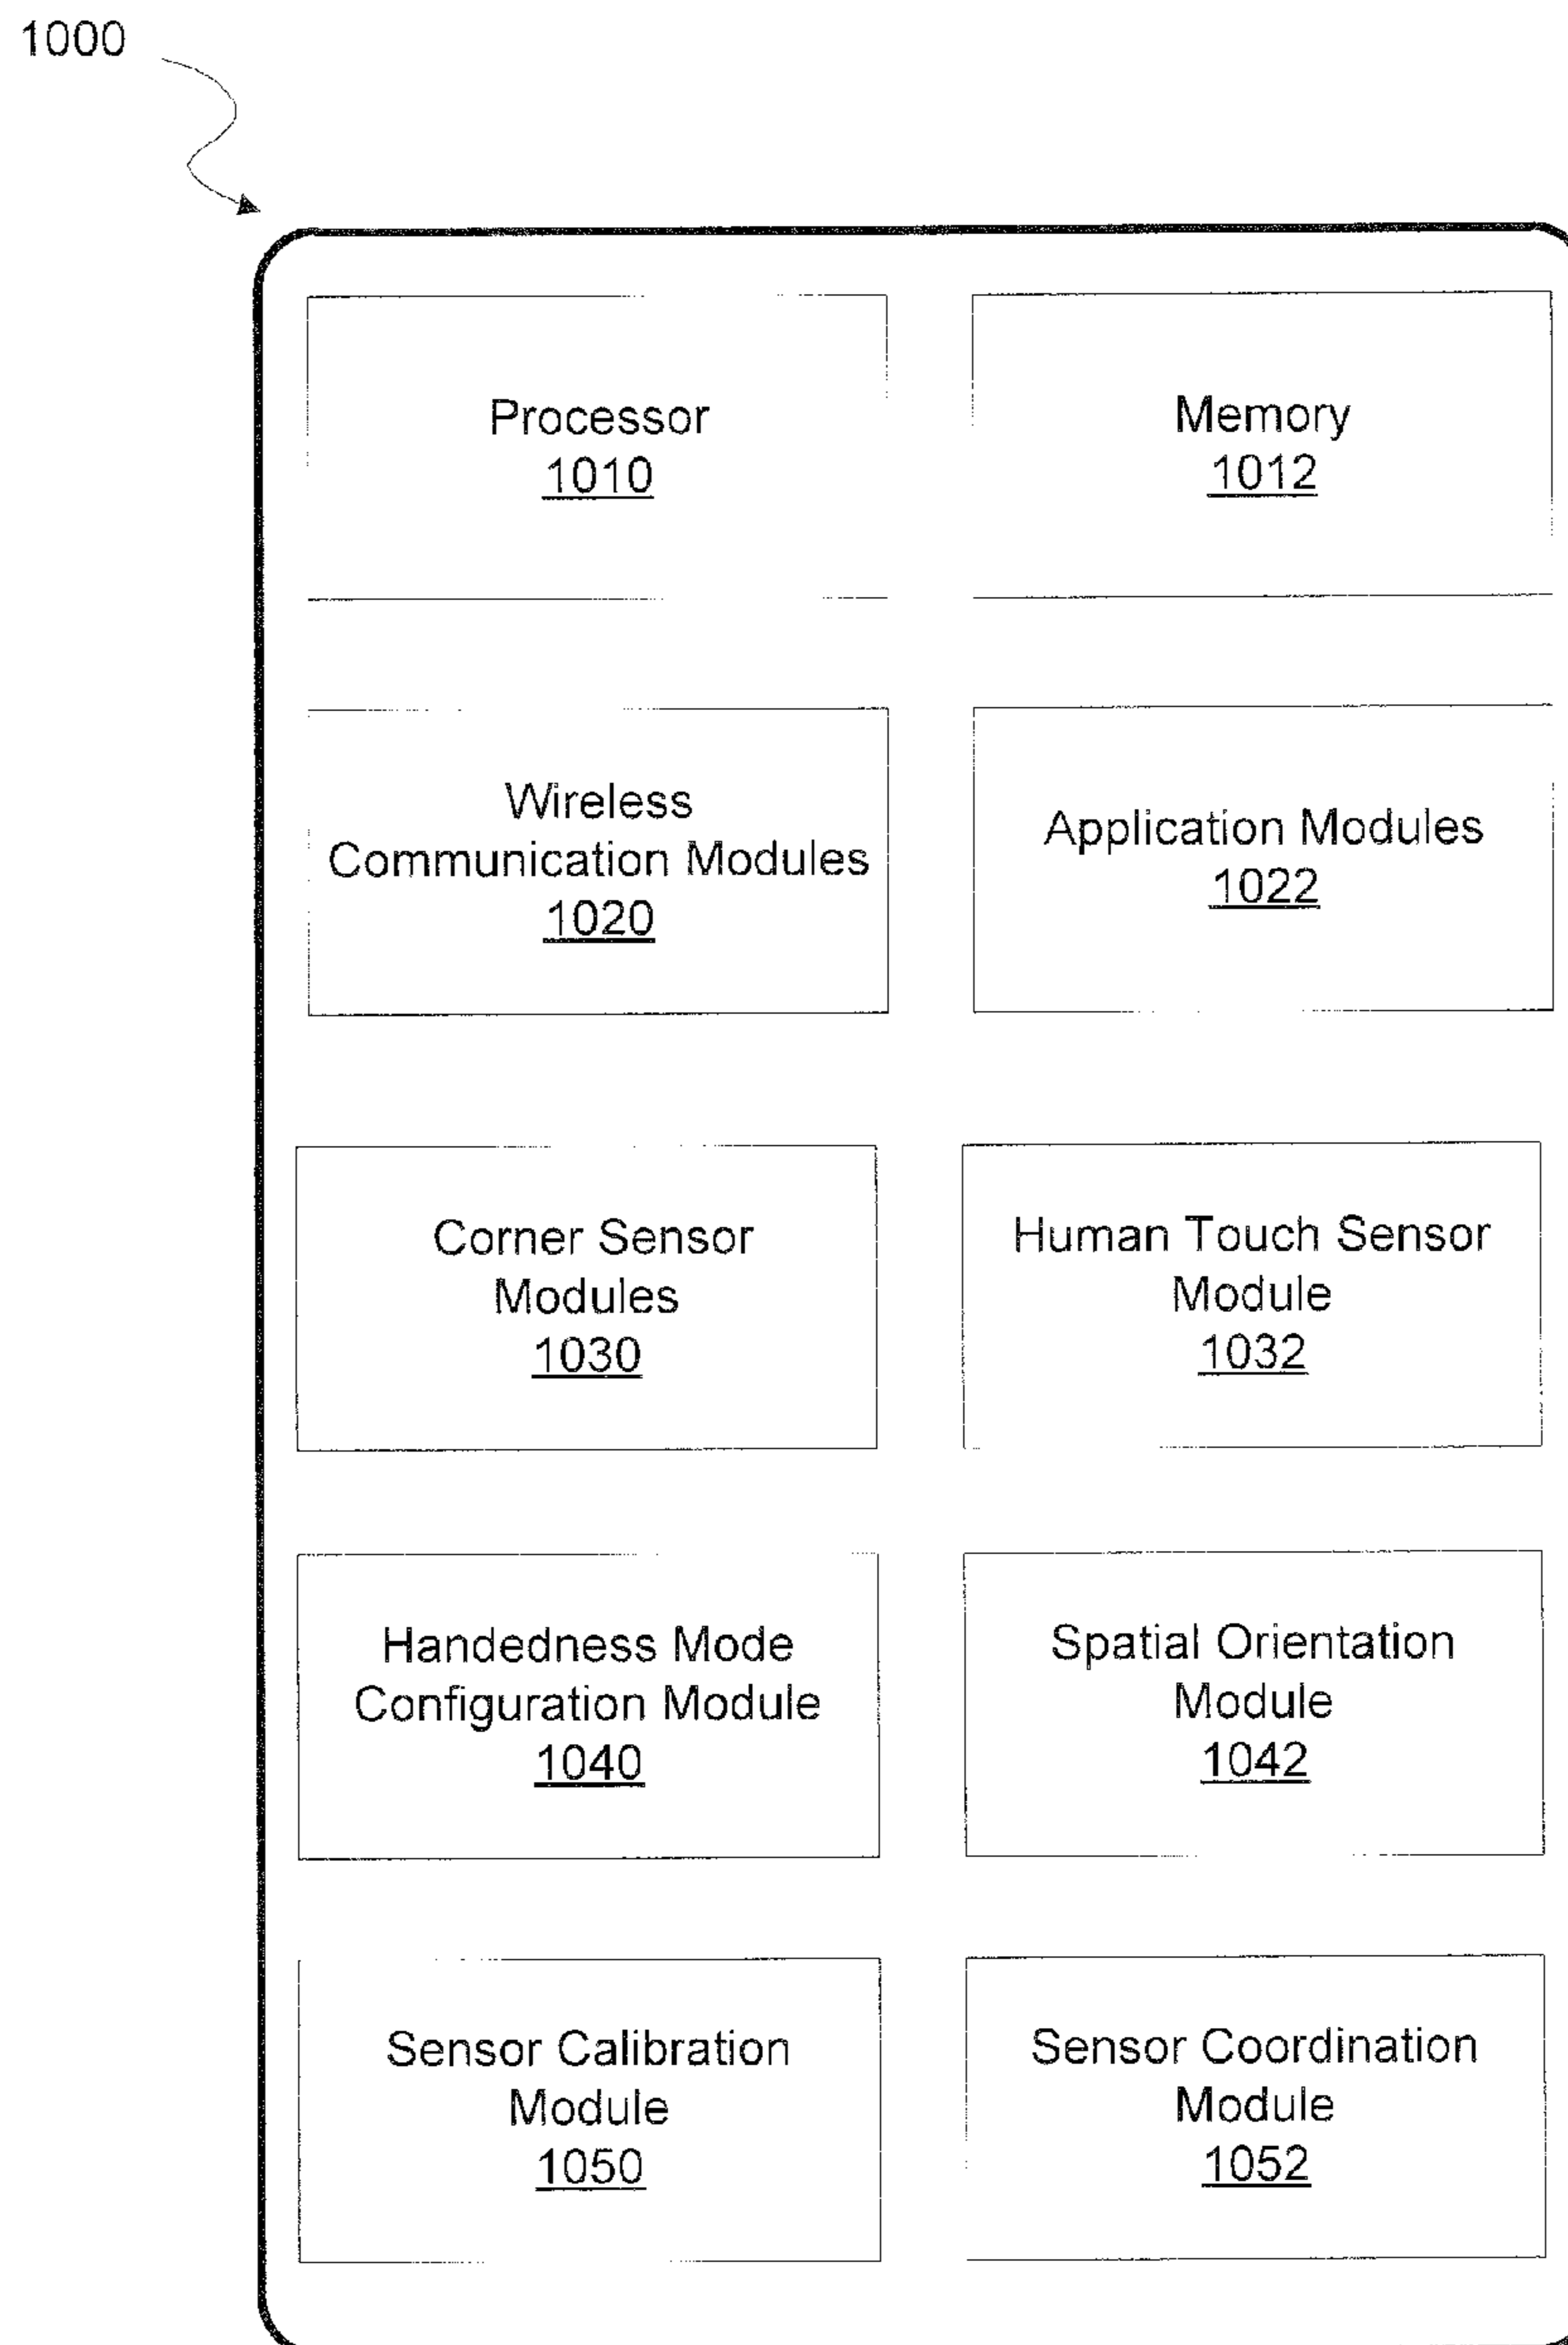 1000
Processor
1010
Memory
1012
Wireless
Communication Modules
1020
Application Modules
1022
Corner Sensor
Modules
1030
Human Touch Sensor
Module
1032
Handedness Mode
Configuration Module
1040
Spatial Orientation
Module
1042
Sensor Calibration
Module
1050
Sensor Coordination
Module
1052